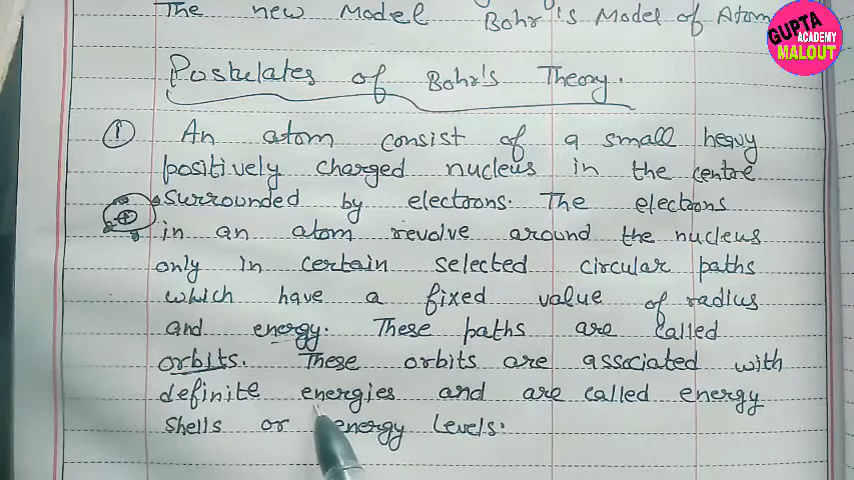 The new Model Bohr's Model of Atom
GUPTA
ACADEMY
MALOUT
Postulates of Bohr's Theory.
① An atom consist of a small heavy
positively charged nucleus in the centre
surrounded by electrons. The electrons
in an atom revolve around the nucleus
only in certain selected circular paths
which have a fixed value of radius
and energy. These paths are called
orbits. These orbits are associated with
definite energies and are called energy
shells or energy levels.